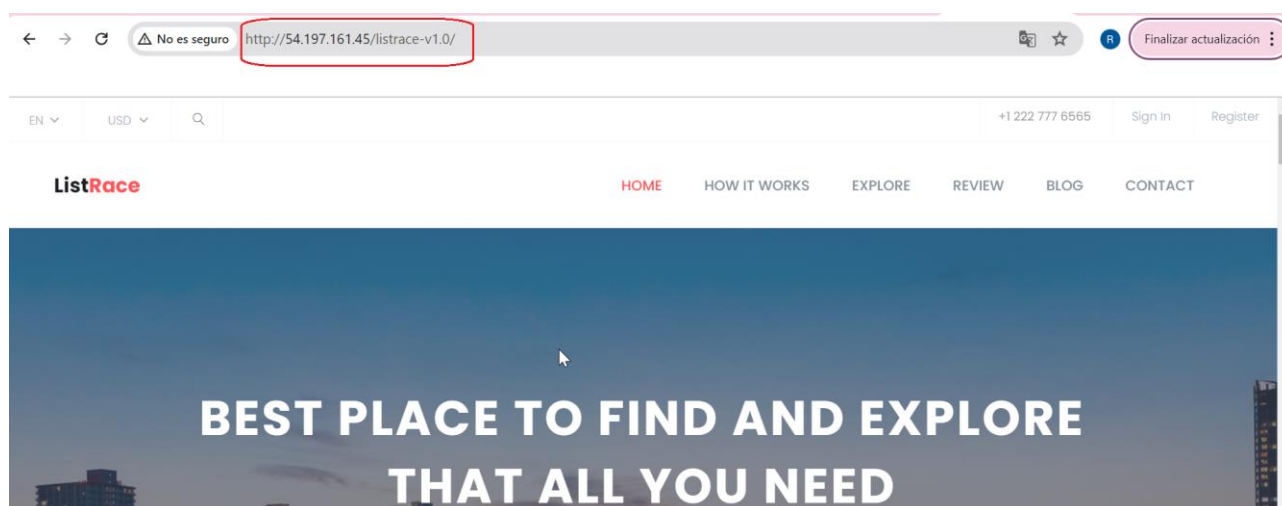 No es seguro http://54.197.161.45/listrace-v1.0/ R Finalizar actualización
EN USD +1 222 777 6565 Sign In Register
ListRace HOME HOW IT WORKS EXPLORE REVIEW BLOG CONTACT
BEST PLACE TO FIND AND EXPLORE
THAT ALL YOU NEED